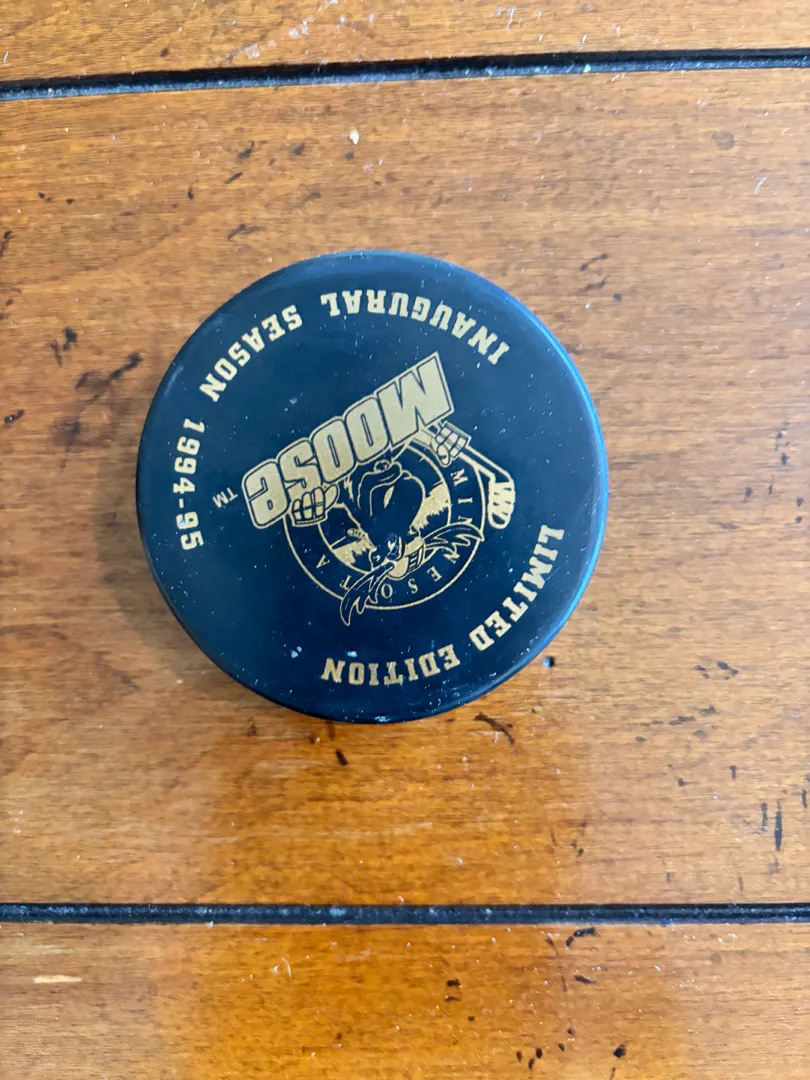 LIMITED EDITION
MINNESOTA
MOOSE
TM
INAUGURAL SEASON 1994-95